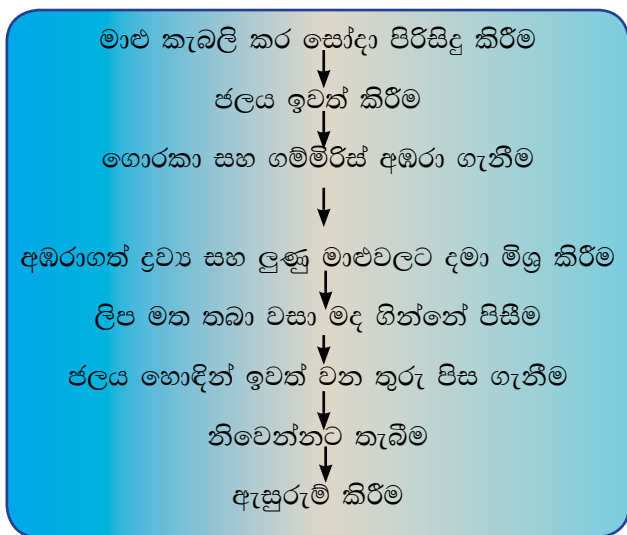 මාළු කැබලි කර සෝදා පිරිසිදු කිරීම
ජලය ඉවත් කිරීම
ගොරකා සහ ගම්මිරිස් අඹරා ගැනීම
අඹරාගත් ද්‍රව්‍ය සහ ලුණු මාළුවලට දමා මිශ්‍ර කිරීම
ලිප මත තබා වසා මද ගින්නේ පිසීම
ජලය හොඳින් ඉවත් වන තුරු පිස ගැනීම
නිවෙන්නට තැබීම
ඇසුරුම් කිරීම